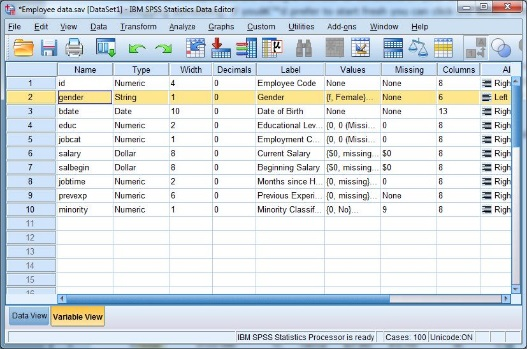 *Employee data.sav [DataSet1] - IBM SPSS Statistics Data Editor
File Edit View Data Transform Analyze Graphs Custom Utilities Add-ons Window Help
Name Type Width Decimals Label Values Missing Columns Al
1 id Numeric 4 0 Employee Code None None 8 Righ
2 gender String 1 0 Gender {f, Female}... None 6 Left
3 bdate Date 10 0 Date of Birth None None 13 Righ
4 educ Numeric 2 0 Educational Lev... {0, 0 (Missi... 0 8 Righ
5 jobcat Numeric 1 0 Employment C... {0, 0 (Missi... 0 8 Righ
6 salary Dollar 8 0 Current Salary {$0, missing... $0 8 Righ
7 salbegin Dollar 8 0 Beginning Salary {$0, missing... $0 8 Righ
8 jobtime Numeric 2 0 Months since H... {0, missing}... 0 8 Righ
9 prevexp Numeric 6 0 Previous Experi... {0, missing}... None 8 Righ
10 minority Numeric 1 0 Minority Classif... {0, No}... 9 8 Righ
11
12
13
14
15
16
Data View Variable View
IBM SPSS Statistics Processor is ready Cases: 100 Unicode:ON